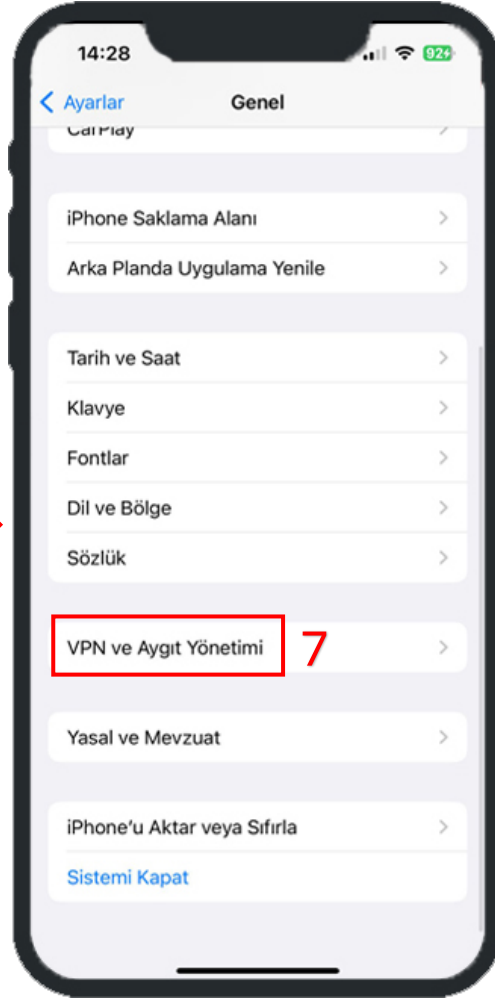 14:28
92
Ayarlar
Genel
CarPlay
iPhone Saklama Alanı
Arka Planda Uygulama Yenile
Tarih ve Saat
Klavye
Fontlar
Dil ve Bölge
Sözlük
VPN ve Aygıt Yönetimi
7
Yasal ve Mevzuat
iPhone'u Aktar veya Sıfırla
Sistemi Kapat